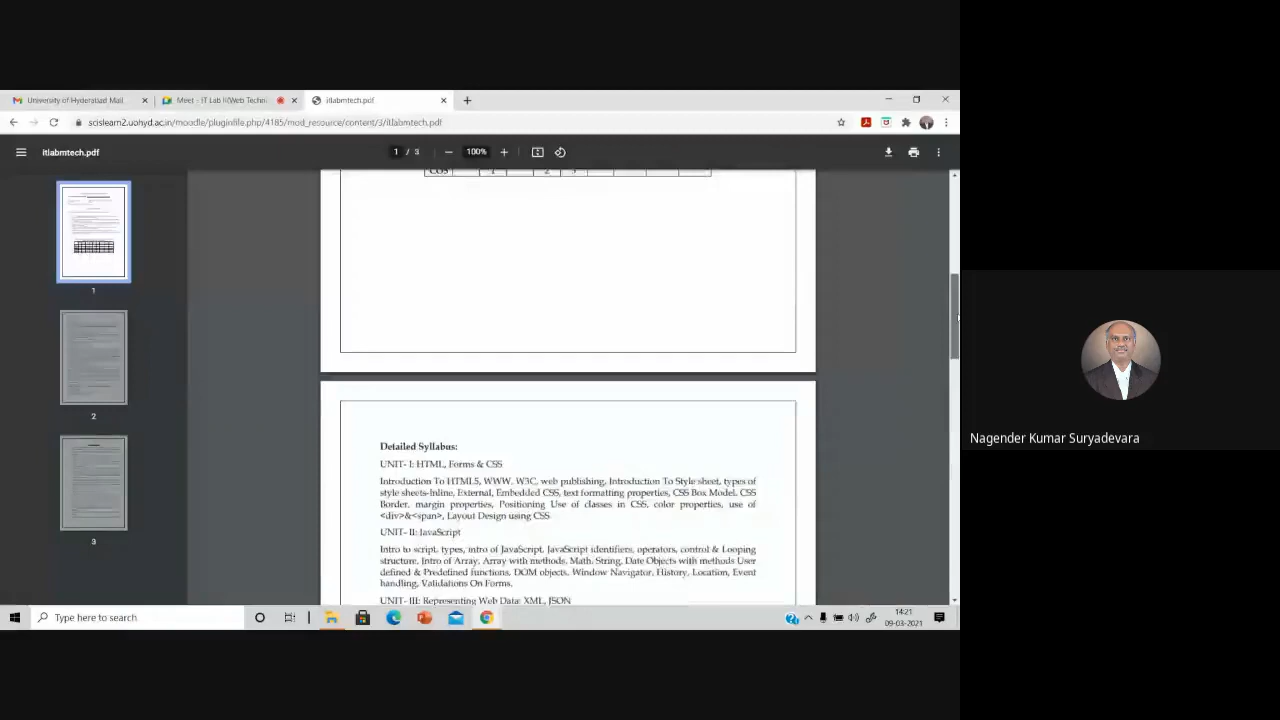 University of Hyderabad Mail
Meet - IT Lab II(Web Techni
itlabmtech.pdf
scislearn2.uohyd.ac.in/moodle/pluginfile.php/4185/mod_resource/content/3/itlabmtech.pdf
itlabmtech.pdf
1 / 3
100%
CO5 1 2 3
Detailed Syllabus:
UNIT- I: HTML, Forms & CSS
Introduction To HTML5, WWW, W3C, web publishing, Introduction To Style sheet, types of
style sheets-Inline, External, Embedded CSS, text formatting properties, CSS Box Model, CSS
Border, margin properties, Positioning Use of classes in CSS, color properties, use of
<div>&<span>, Layout Design using CSS
UNIT- II: JavaScript
Intro to script, types, intro of JavaScript, JavaScript identifiers, operators, control & Looping
structure, Intro of Array, Array with methods, Math, String, Date Objects with methods User
defined & Predefined functions, DOM objects, Window Navigator, History, Location, Event
handling, Validations On Forms.
UNIT- III: Representing Web Data: XML, JSON
1
2
3
Nagender Kumar Suryadevara
Type here to search
14:21
09-03-2021